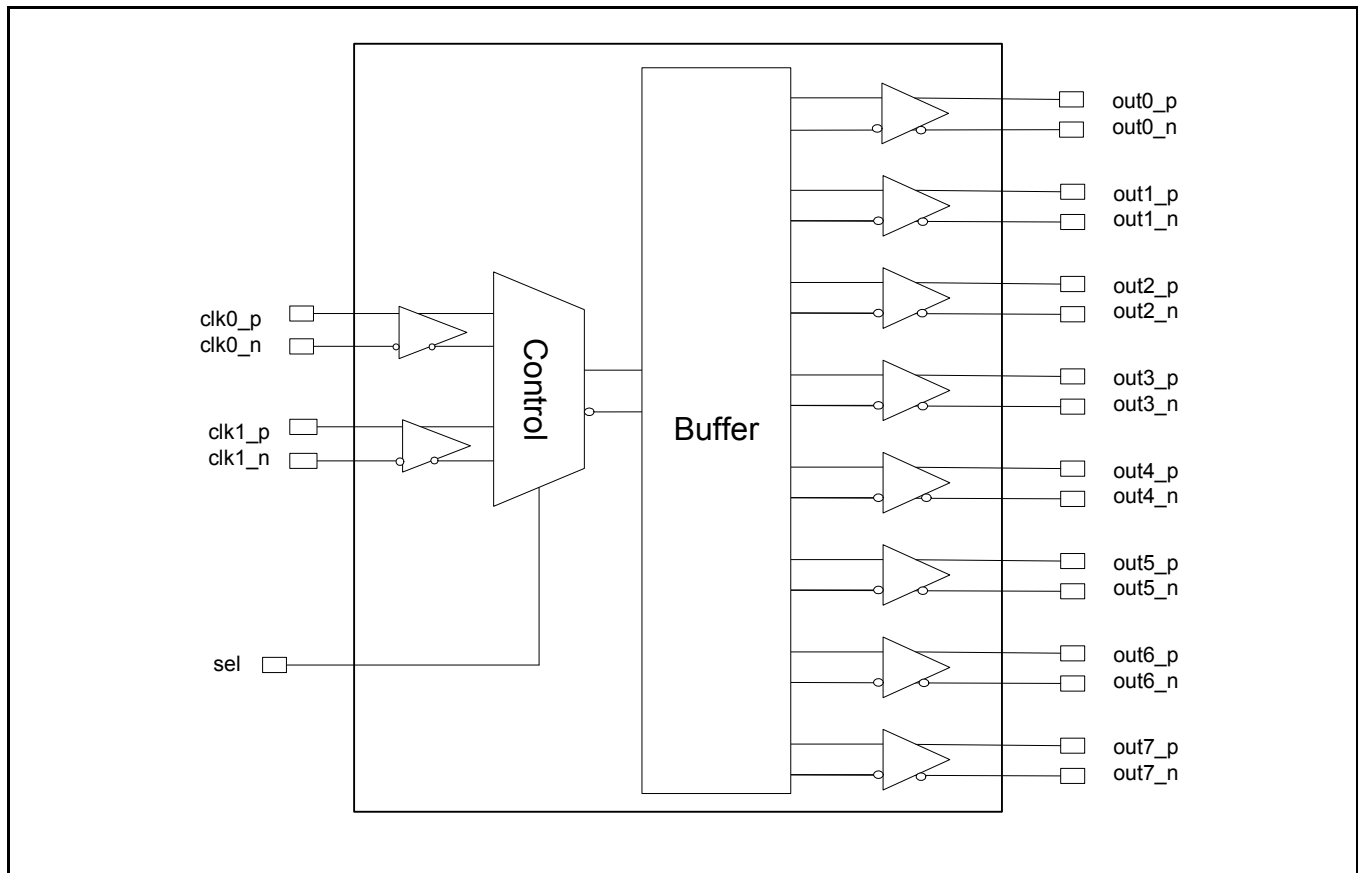 clk0_p
clk0_n
clk1_p
clk1_n
sel
Control
Buffer
out0_p
out0_n
out1_p
out1_n
out2_p
out2_n
out3_p
out3_n
out4_p
out4_n
out5_p
out5_n
out6_p
out6_n
out7_p
out7_n